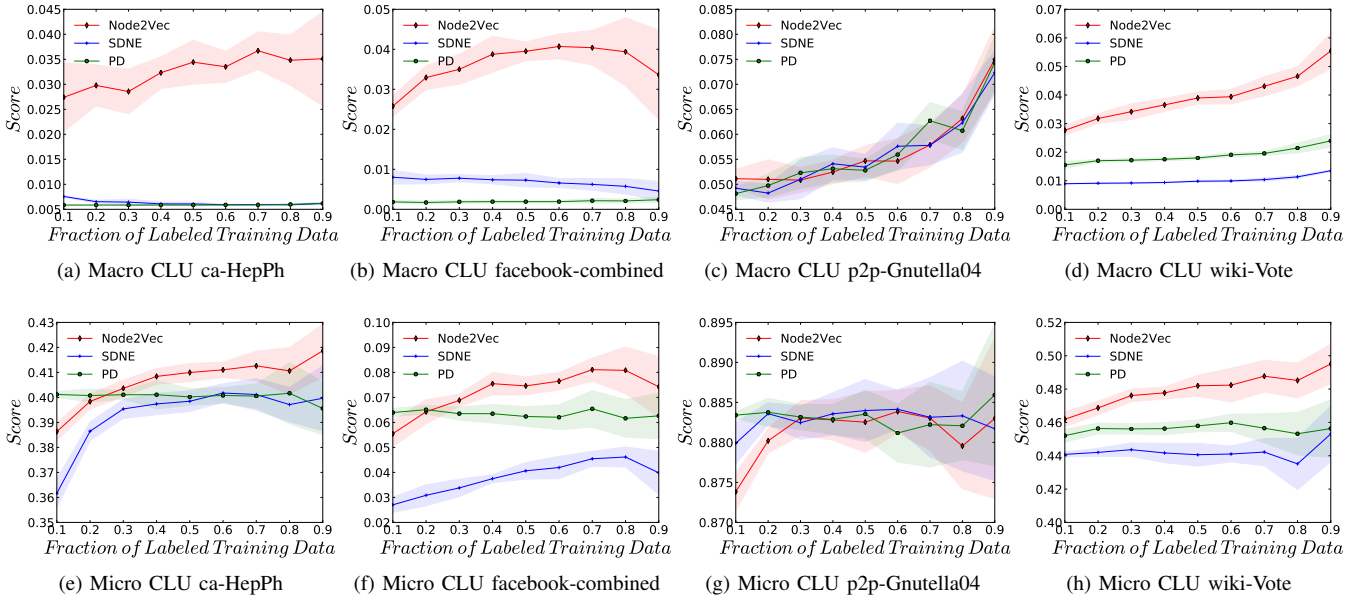 0.045
0.040
0.035
0.030
0.025
0.020
0.015
0.010
0.005
Score
Node2Vec
SDNE
PD
0.1 0.2 0.3 0.4 0.5 0.6 0.7 0.8 0.9
Fraction of Labeled Training Data
(a) Macro CLU ca-HepPh
0.05
0.04
0.03
0.02
0.01
0.00
Score
Node2Vec
SDNE
PD
0.1 0.2 0.3 0.4 0.5 0.6 0.7 0.8 0.9
Fraction of Labeled Training Data
(b) Macro CLU facebook-combined
0.085
0.080
0.075
0.070
0.065
0.060
0.055
0.050
0.045
Score
Node2Vec
SDNE
PD
0.1 0.2 0.3 0.4 0.5 0.6 0.7 0.8 0.9
Fraction of Labeled Training Data
(c) Macro CLU p2p-Gnutella04
0.07
0.06
0.05
0.04
0.03
0.02
0.01
0.00
Score
Node2Vec
SDNE
PD
0.1 0.2 0.3 0.4 0.5 0.6 0.7 0.8 0.9
Fraction of Labeled Training Data
(d) Macro CLU wiki-Vote
0.43
0.42
0.41
0.40
0.39
0.38
0.37
0.36
0.35
Score
Node2Vec
SDNE
PD
0.1 0.2 0.3 0.4 0.5 0.6 0.7 0.8 0.9
Fraction of Labeled Training Data
(e) Micro CLU ca-HepPh
0.10
0.09
0.08
0.07
0.06
0.05
0.04
0.03
0.02
Score
Node2Vec
SDNE
PD
0.1 0.2 0.3 0.4 0.5 0.6 0.7 0.8 0.9
Fraction of Labeled Training Data
(f) Micro CLU facebook-combined
0.895
0.890
0.885
0.880
0.875
0.870
Score
Node2Vec
SDNE
PD
0.1 0.2 0.3 0.4 0.5 0.6 0.7 0.8 0.9
Fraction of Labeled Training Data
(g) Micro CLU p2p-Gnutella04
0.52
0.50
0.48
0.46
0.44
0.42
0.40
Score
Node2Vec
SDNE
PD
0.1 0.2 0.3 0.4 0.5 0.6 0.7 0.8 0.9
Fraction of Labeled Training Data
(h) Micro CLU wiki-Vote